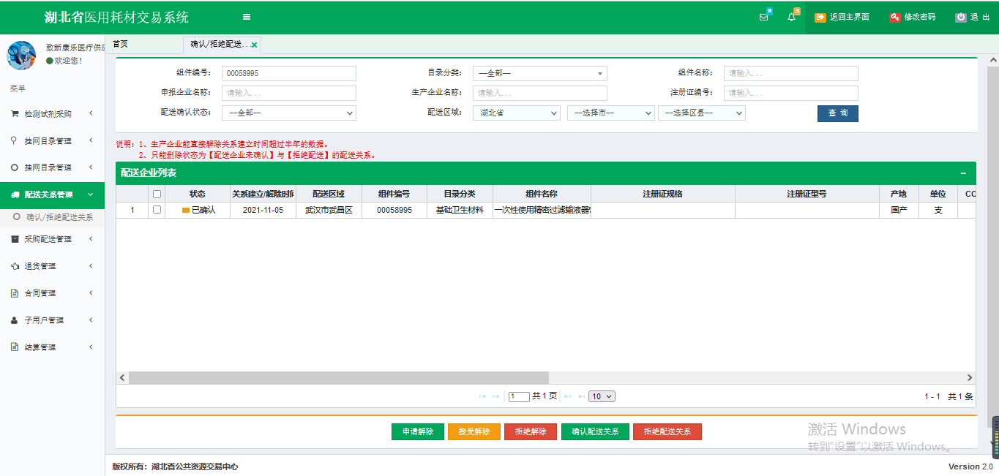 湖北省医用耗材交易系统
0
3
返回主界面
修改密码
退 出
致新康乐医疗供应
欢迎您！
菜单
检测试剂采购
挂网目录管理
挂网目录管理
配送关系管理
确认/拒绝配送关系
采购配送管理
退货管理
合同管理
子用户管理
结算管理
首页
确认/拒绝配送..
组件编号： 00058995 目录分类： --全部-- 组件名称： 请输入...
申报企业名称： 请输入... 生产企业名称： 请输入... 注册证编号： 请输入...
配送确认状态： --全部-- 配送区域： 湖北省 --选择市-- --选择区县-- 查 询
说明：1、生产企业能直接解除关系建立时间超过半年的数据。
2、只能删除状态为【配送企业未确认】与【拒绝配送】的配送关系。
配送企业列表
状态 关系建立/解除时间 配送区域 组件编号 目录分类 组件名称 注册证规格 注册证型号 产地 单位 CO
1 已确认 2021-11-05 武汉市武昌区 00058995 基础卫生材料 一次性使用精密过滤输液器 国产 支
1 共 1 页 10 1 - 1 共 1 条
申请解除 接受解除 拒绝解除 确认配送关系 拒绝配送关系
激活 Windows
转到"设置"以激活 Windows。
版权所有：湖北省公共资源交易中心 Version 2.0